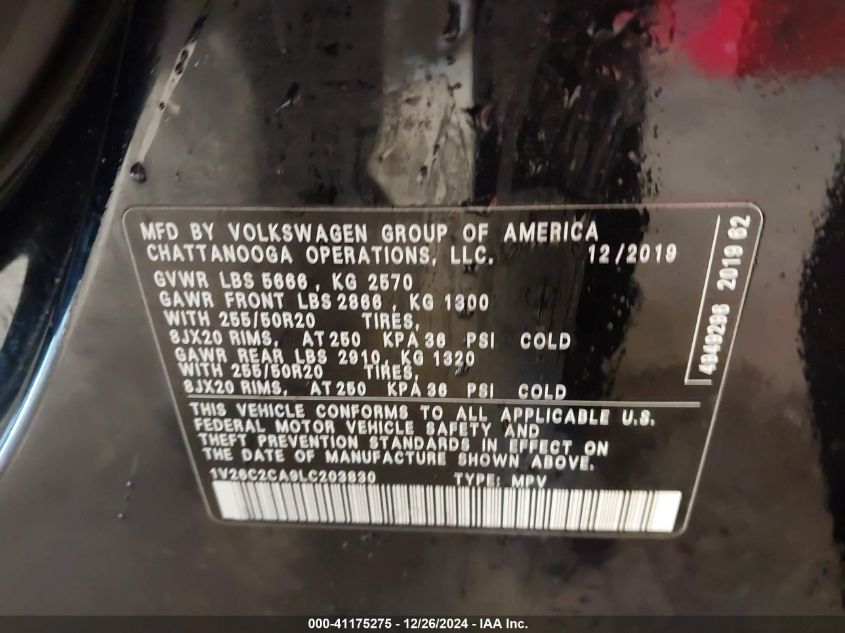 MFD BY VOLKSWAGEN GROUP OF AMERICA
CHATTANOOGA OPERATIONS, LLC. 12/2019
GVWR LBS 5666 , KG 2570
GAWR FRONT LBS 2866 , KG 1300
WITH 255/50R20 TIRES,
8JX20 RIMS, AT 250 KPA 36 PSI COLD
GAWR REAR LBS 2910, KG 1320
WITH 255/50R20 TIRES,
8JX20 RIMS, AT 250 KPA 36 PSI COLD
THIS VEHICLE CONFORMS TO ALL APPLICABLE U.S.
FEDERAL MOTOR VEHICLE SAFETY AND
THEFT PREVENTION STANDARDS IN EFFECT ON
THE DATE OF MANUFACTURE SHOWN ABOVE.
1V26C2CA9LC203830 TYPE: MPV
4949296 2019 62
000-41175275 - 12/26/2024 - IAA Inc.